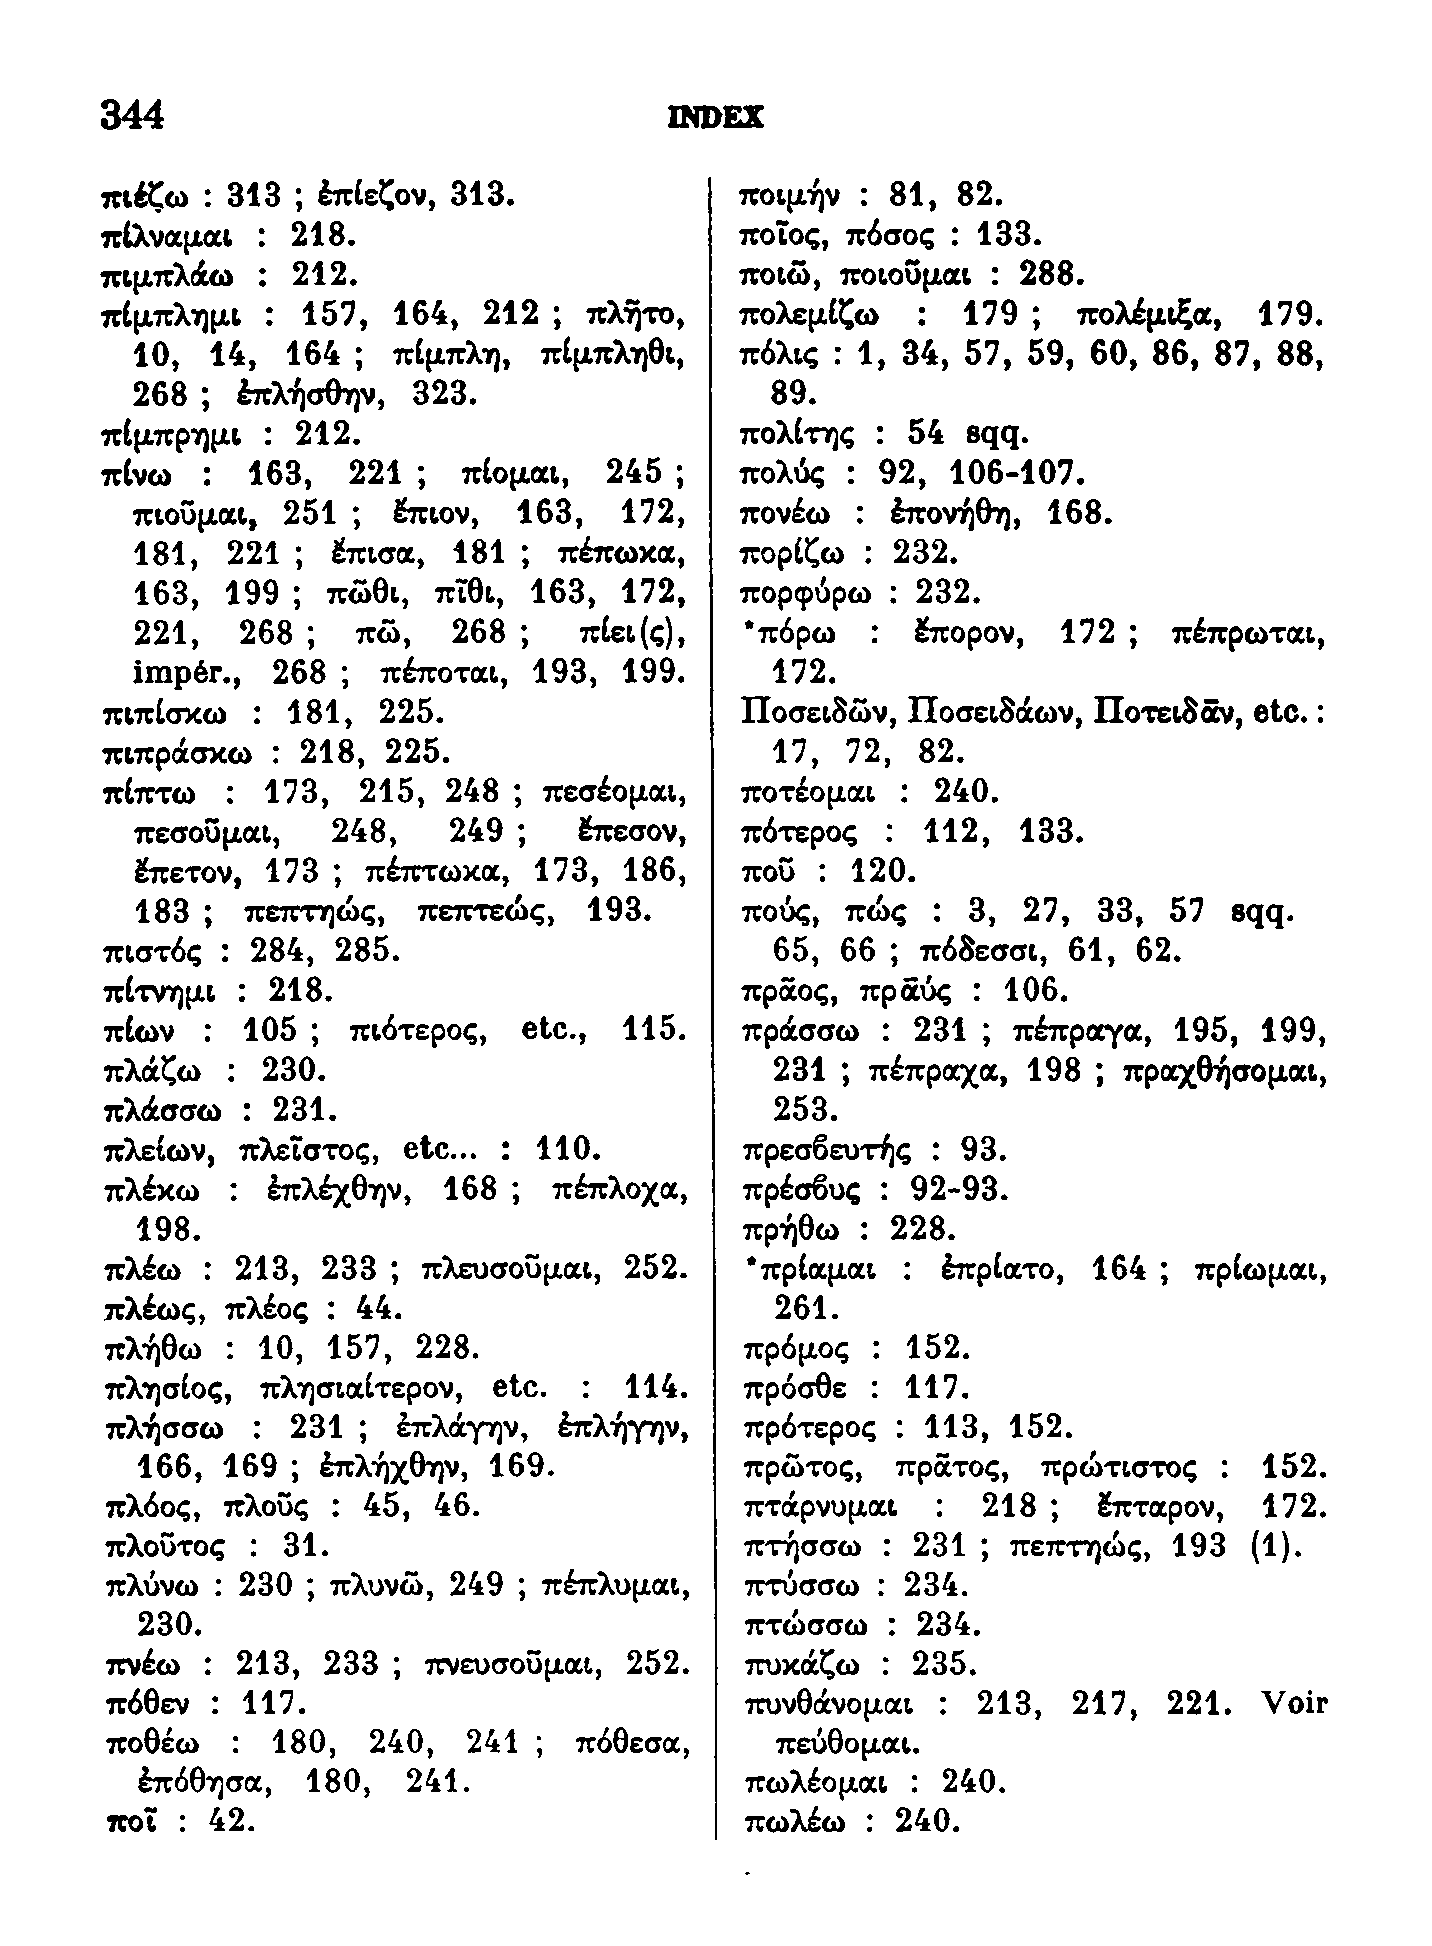 344
INDEX
πιέζω : 313 ; ἐπίεζον, 313.
πίλναμαι : 218.
πιμπλάω : 212.
πίμπλημι : 157, 164, 212 ; πλῆτο,
10, 14, 164 ; πίμπλη, πίμπληθι,
268 ; ἐπλήσθην, 323.
πίμπρημι : 212.
πίνω : 163, 221 ; πίομαι, 245 ;
πιοῦμαι, 251 ; ἔπιον, 163, 172,
181, 221 ; ἔπισα, 181 ; πέπωκα,
163, 199 ; πῶθι, πῖθι, 163, 172,
221, 268 ; πῶ, 268 ; πίει(ς),
impér., 268 ; πέποται, 193, 199.
πιπίσκω : 181, 225.
πιπράσκω : 218, 225.
πίπτω : 173, 215, 248 ; πεσέομαι,
πεσοῦμαι, 248, 249 ; ἔπεσον,
ἔπετον, 173 ; πέπτωκα, 173, 186,
183 ; πεπτηώς, πεπτεώς, 193.
πιστός : 284, 285.
πίτνημι : 218.
πίων : 105 ; πιότερος, etc., 115.
πλάζω : 230.
πλάσσω : 231.
πλείων, πλεῖστος, etc... : 110.
πλέκω : ἐπλέχθην, 168 ; πέπλοχα,
198.
πλέω : 213, 233 ; πλευσοῦμαι, 252.
πλέως, πλέος : 44.
πλήθω : 10, 157, 228.
πλησίος, πλησιαίτερον, etc. : 114.
πλήσσω : 231 ; ἐπλάγην, ἐπλήγην,
166, 169 ; ἐπλήχθην, 169.
πλόος, πλοῦς : 45, 46.
πλοῦτος : 31.
πλύνω : 230 ; πλυνῶ, 249 ; πέπλυμαι,
230.
πνέω : 213, 233 ; πνευσοῦμαι, 252.
πόθεν : 117.
ποθέω : 180, 240, 241 ; πόθεσα,
ἐπόθησα, 180, 241.
ποῖ : 42.
ποιμήν : 81, 82.
ποῖος, πόσος : 133.
ποιῶ, ποιοῦμαι : 288.
πολεμίζω : 179 ; πολέμιξα, 179.
πόλις : 1, 34, 57, 59, 60, 86, 87, 88,
89.
πολίτης : 54 sqq.
πολύς : 92, 106-107.
πονέω : ἐπονήθη, 168.
πορίζω : 232.
πορφύρω : 232.
*πόρω : ἔπορον, 172 ; πέπρωται,
172.
Ποσειδῶν, Ποσειδάων, Ποτειδᾶν, etc. :
17, 72, 82.
ποτέομαι : 240.
πότερος : 112, 133.
ποῦ : 120.
πούς, πώς : 3, 27, 33, 57 sqq.
65, 66 ; πόδεσσι, 61, 62.
πρᾶος, πρᾱύς : 106.
πράσσω : 231 ; πέπραγα, 195, 199,
231 ; πέπραχα, 198 ; πραχθήσομαι,
253.
πρεσϐευτής : 93.
πρέσϐυς : 92-93.
πρήθω : 228.
*πρίαμαι : ἐπρίατο, 164 ; πρίωμαι,
261.
πρόμος : 152.
πρόσθε : 117.
πρότερος : 113, 152.
πρῶτος, πρᾶτος, πρώτιστος : 152.
πτάρνυμαι : 218 ; ἔπταρον, 172.
πτήσσω : 231 ; πεπτηώς, 193 (1).
πτύσσω : 234.
πτώσσω : 234.
πυκάζω : 235.
πυνθάνομαι : 213, 217, 221. Voir
πεύθομαι.
πωλέομαι : 240.
πωλέω : 240.